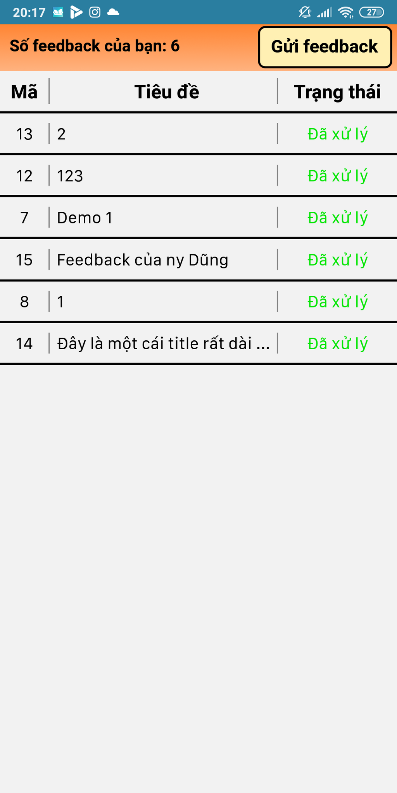 20:17 27
Số feedback của bạn: 6 Gửi feedback
Mã Tiêu đề Trạng thái
13 2 Đã xử lý
12 123 Đã xử lý
7 Demo 1 Đã xử lý
15 Feedback của ny Dũng Đã xử lý
8 1 Đã xử lý
14 Đây là một cái title rất dài ... Đã xử lý